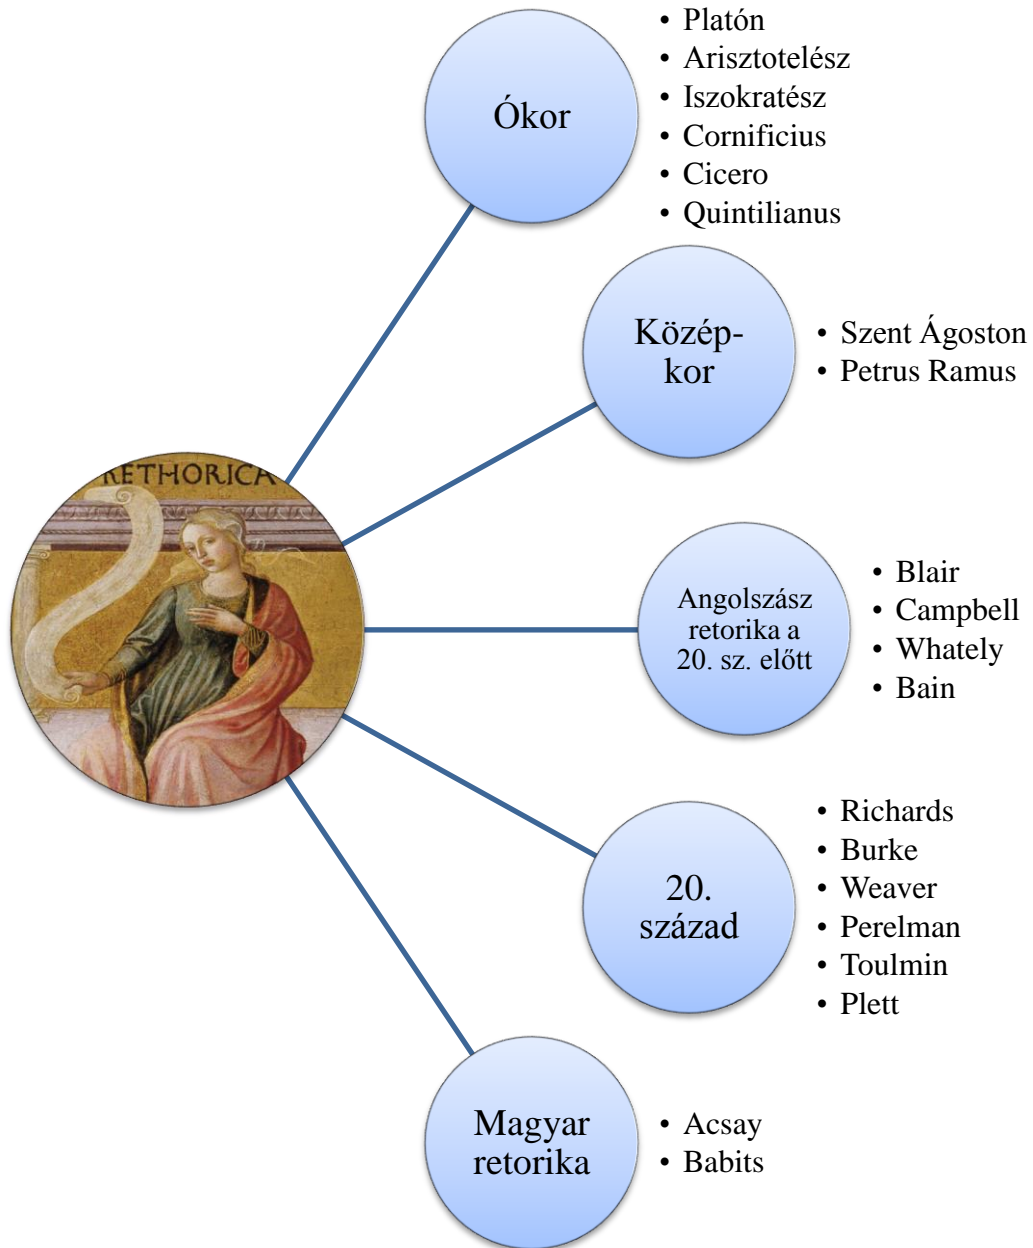 Ókor
• Platón
• Arisztotelész
• Iszokratész
• Cornificius
• Cicero
• Quintilianus
Közép-
kor
• Szent Ágoston
• Petrus Ramus
RETHORICA
Angolszász
retorika a
20. sz. előtt
• Blair
• Campbell
• Whately
• Bain
20.
század
• Richards
• Burke
• Weaver
• Perelman
• Toulmin
• Plett
Magyar
retorika
• Acsay
• Babits